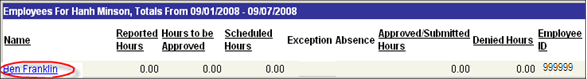 Employees For Hanh Minson, Totals From 09/01/2008 - 09/07/2008
Name Reported Hours Hours to be Approved Scheduled Hours Exception Absence Approved/Submitted Hours Denied Hours Employee ID
Ben Franklin 0.00 0.00 0.00 0.00 0.00 999999